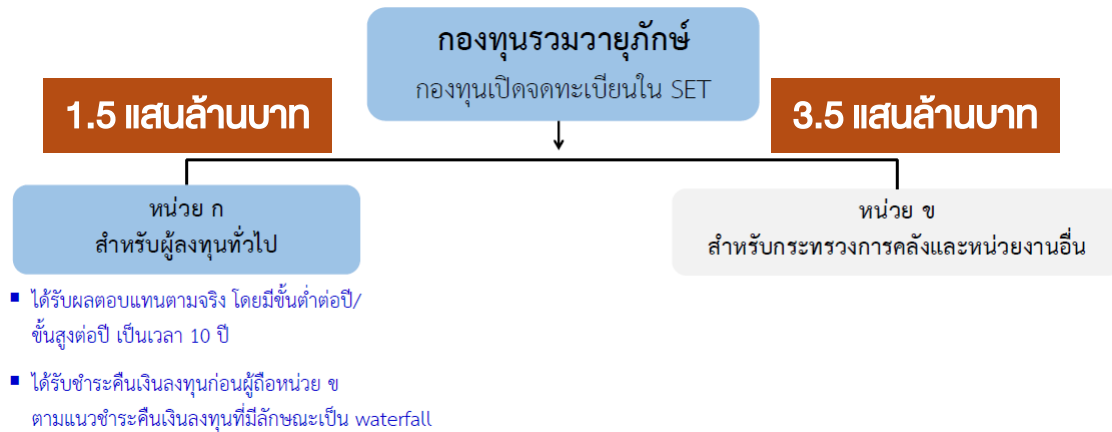 กองทุนรวมวายุภักษ์
กองทุนเปิดจดทะเบียนใน SET
1.5 แสนล้านบาท
3.5 แสนล้านบาท
หน่วย ก
สำหรับผู้ลงทุนทั่วไป
หน่วย ข
สำหรับกระทรวงการคลังและหน่วยงานอื่น
▪ ได้รับผลตอบแทนตามจริง โดยมีขั้นต่ำต่อปี/
ขั้นสูงต่อปี เป็นเวลา 10 ปี
▪ ได้รับชำระคืนเงินลงทุนก่อนผู้ถือหน่วย ข
ตามแนวชำระคืนเงินลงทุนที่มีลักษณะเป็น waterfall